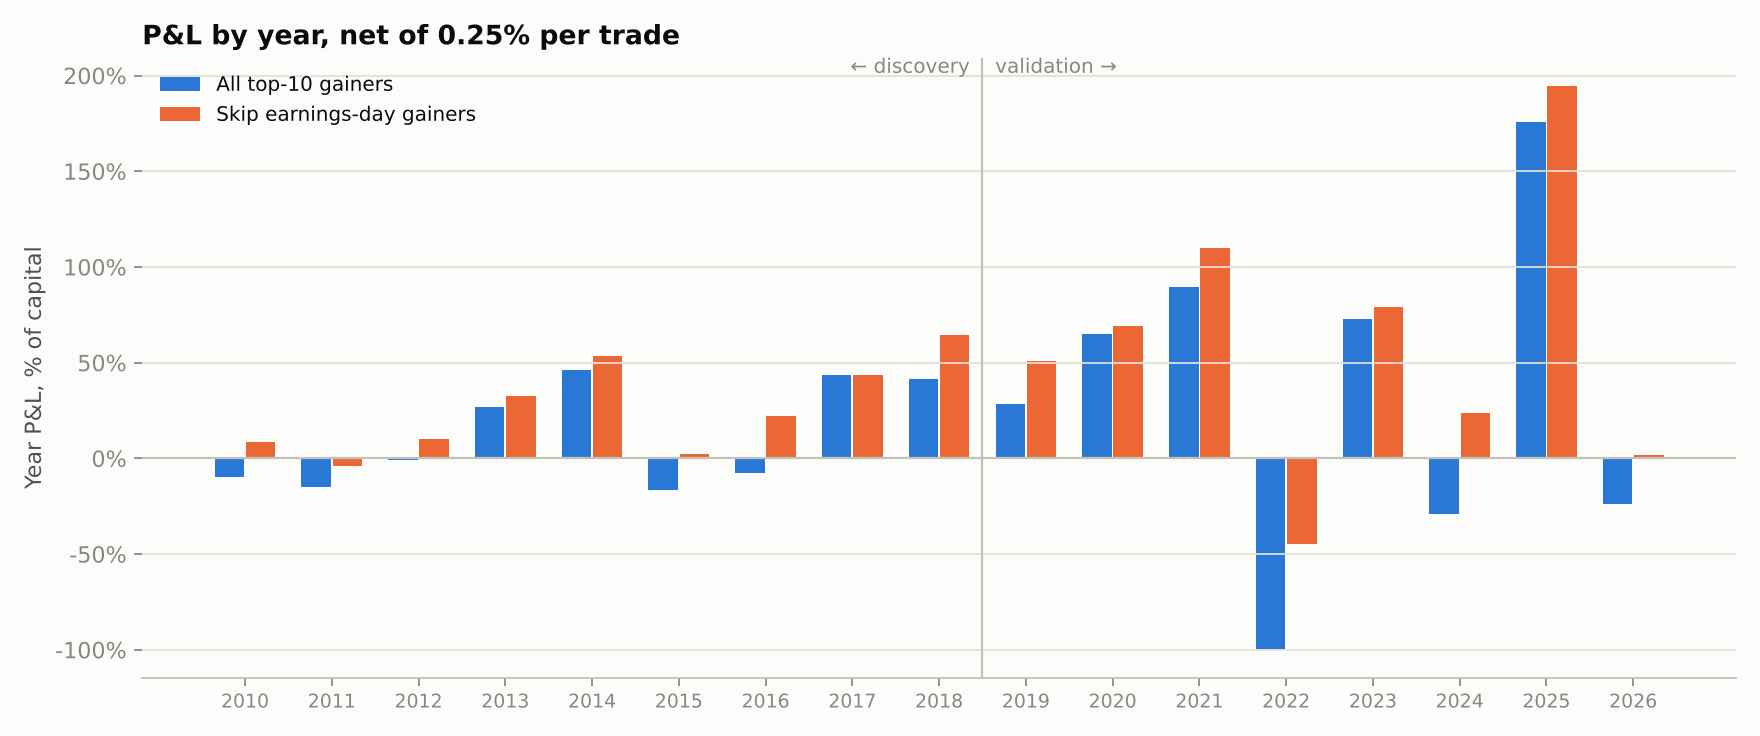 P&L by year, net of 0.25% per trade
← discovery validation →
All top-10 gainers
Skip earnings-day gainers
Year P&L, % of capital
200%
150%
100%
50%
0%
-50%
-100%
2010 2011 2012 2013 2014 2015 2016 2017 2018 2019 2020 2021 2022 2023 2024 2025 2026